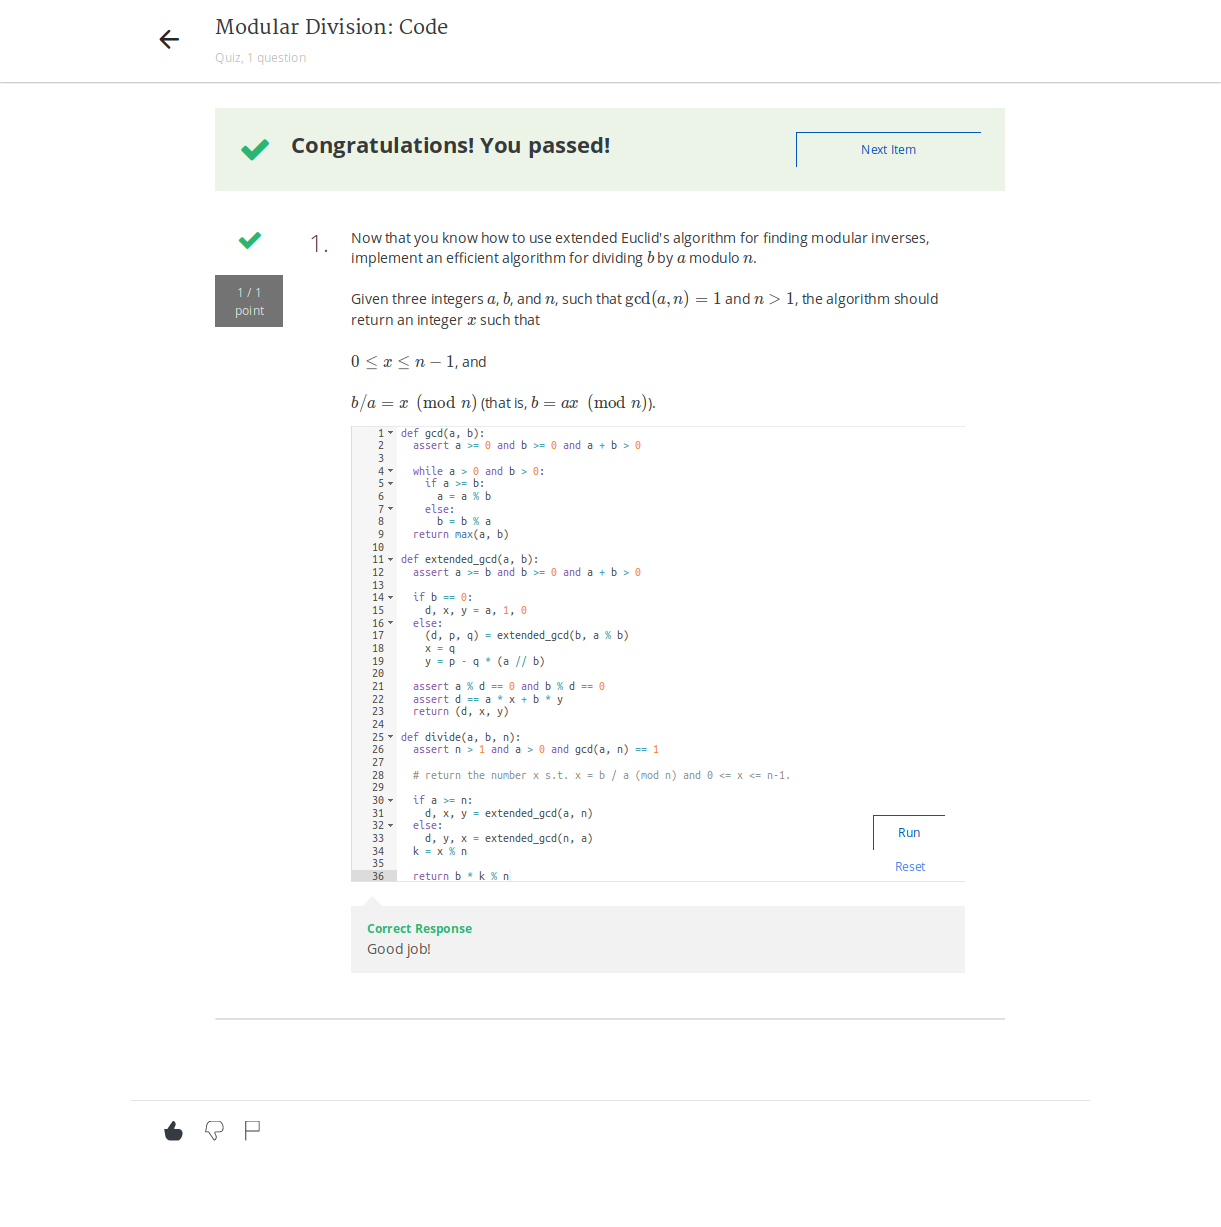 Modular Division: Code
Quiz, 1 question
Congratulations! You passed!
Next Item
1 / 1
point
1.
Now that you know how to use extended Euclid's algorithm for finding modular inverses,
implement an efficient algorithm for dividing b by a modulo n.
Given three integers a, b, and n, such that gcd(a, n) = 1 and n > 1, the algorithm should
return an integer x such that
0 ≤ x ≤ n − 1, and
b/a = x (mod n) (that is, b = ax (mod n)).
1 def gcd(a, b):
2   assert a >= 0 and b >= 0 and a + b > 0
3
4   while a > 0 and b > 0:
5     if a >= b:
6       a = a % b
7     else:
8       b = b % a
9   return max(a, b)
10
11 def extended_gcd(a, b):
12   assert a >= b and b >= 0 and a + b > 0
13
14   if b == 0:
15     d, x, y = a, 1, 0
16   else:
17     (d, p, q) = extended_gcd(b, a % b)
18     x = q
19     y = p - q * (a // b)
20
21   assert a % d == 0 and b % d == 0
22   assert d == a * x + b * y
23   return (d, x, y)
24
25 def divide(a, b, n):
26   assert n > 1 and a > 0 and gcd(a, n) == 1
27
28   # return the number x s.t. x = b / a (mod n) and 0 <= x <= n-1.
29
30   if a >= n:
31     d, x, y = extended_gcd(a, n)
32   else:
33     d, y, x = extended_gcd(n, a)
34   k = x % n
35
36   return b * k % n
Run
Reset
Correct Response
Good job!